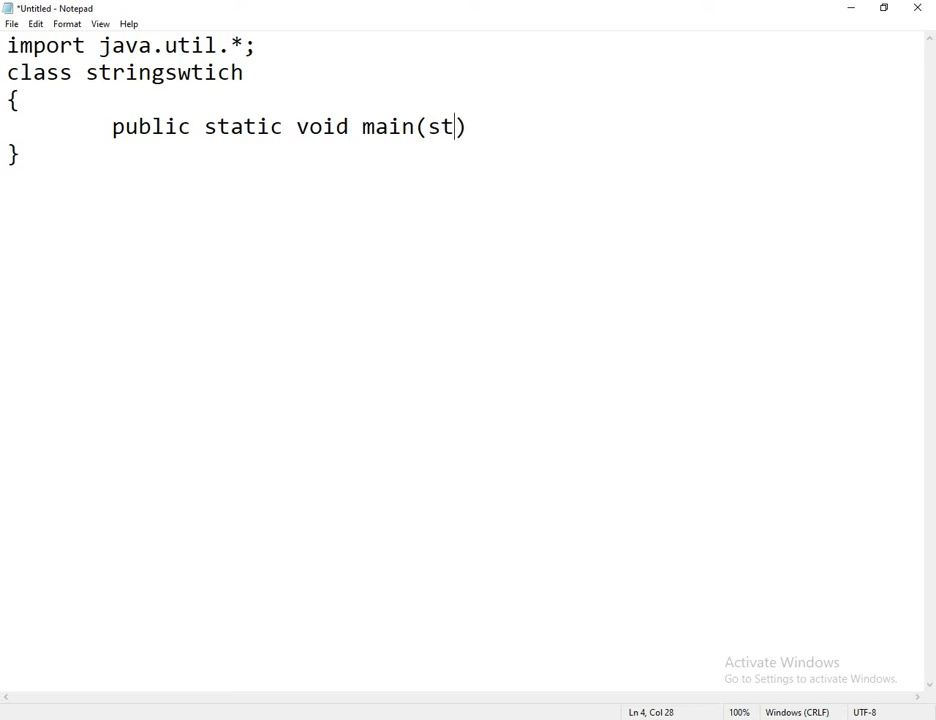 *Untitled - Notepad
File Edit Format View Help
import java.util.*;
class stringswtich
{
public static void main(st)
}
Activate Windows
Go to Settings to activate Windows.
Ln 4, Col 28 100% Windows (CRLF) UTF-8